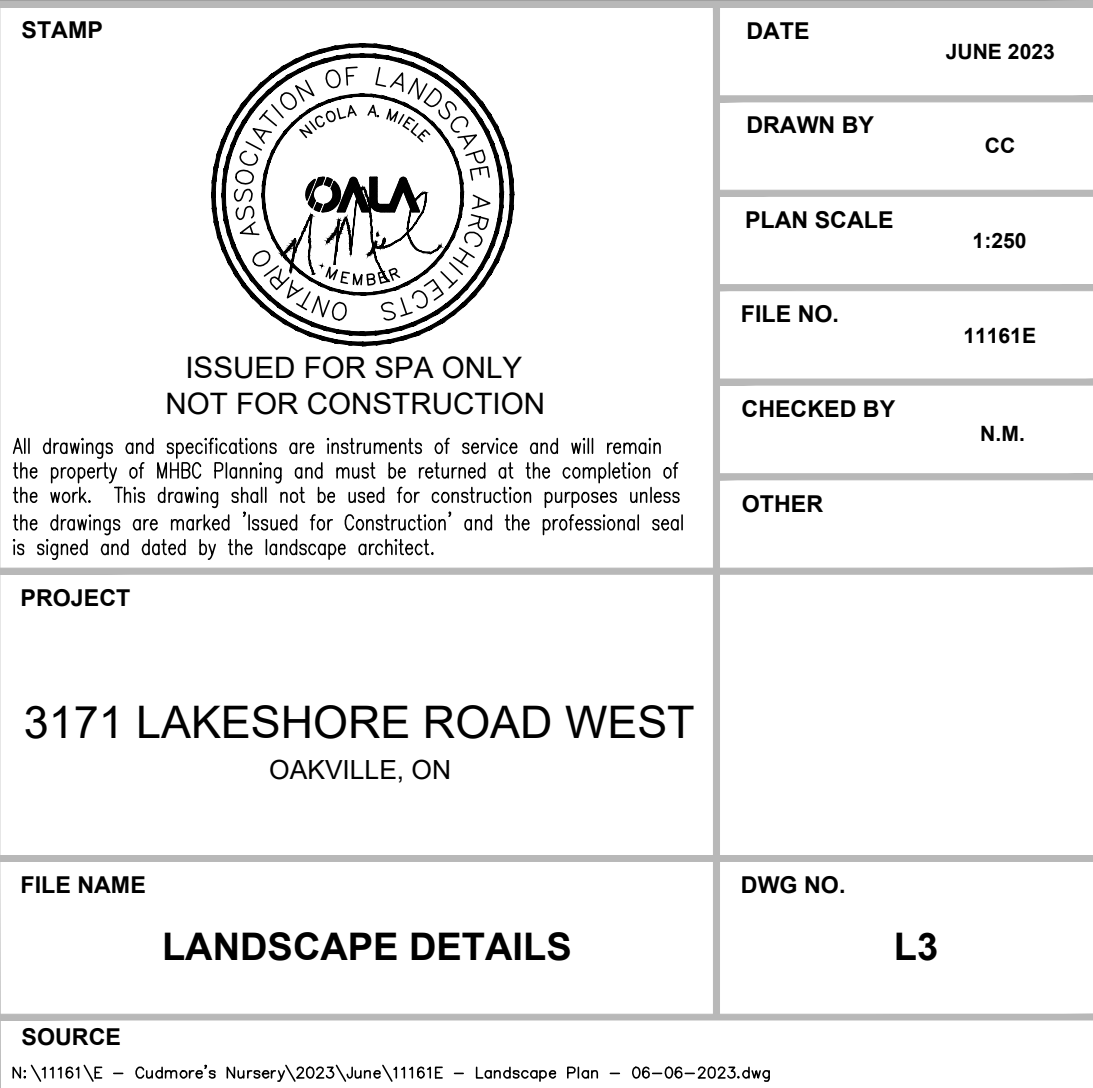 STAMP
ONTARIO ASSOCIATION OF LANDSCAPE ARCHITECTS
NICOLA A. MIELE
OALA
MEMBER
ISSUED FOR SPA ONLY
NOT FOR CONSTRUCTION
All drawings and specifications are instruments of service and will remain
the property of MHBC Planning and must be returned at the completion of
the work. This drawing shall not be used for construction purposes unless
the drawings are marked 'Issued for Construction' and the professional seal
is signed and dated by the landscape architect.
DATE
JUNE 2023
DRAWN BY
CC
PLAN SCALE
1:250
FILE NO.
11161E
CHECKED BY
N.M.
OTHER
PROJECT
3171 LAKESHORE ROAD WEST
OAKVILLE, ON
FILE NAME
LANDSCAPE DETAILS
DWG NO.
L3
SOURCE
N:\11161\E – Cudmore's Nursery\2023\June\11161E – Landscape Plan – 06–06–2023.dwg